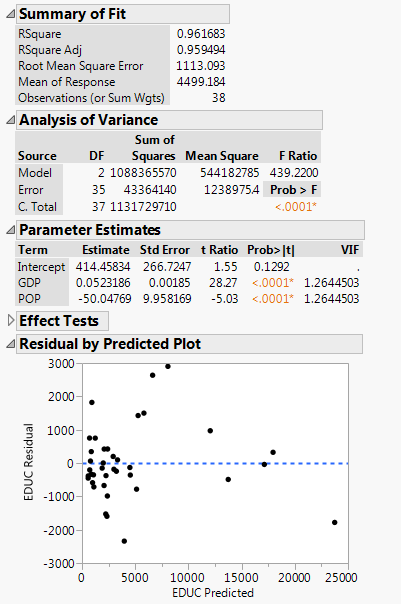 Summary of Fit
RSquare 0.961683
RSquare Adj 0.959494
Root Mean Square Error 1113.093
Mean of Response 4499.184
Observations (or Sum Wgts) 38
Analysis of Variance
Sum of
Source DF Squares Mean Square F Ratio
Model 2 1088365570 544182785 439.2200
Error 35 43364140 1238975.4 Prob > F
C. Total 37 1131729710 <.0001*
Parameter Estimates
Term Estimate Std Error t Ratio Prob>|t| VIF
Intercept 414.45834 266.7247 1.55 0.1292 .
GDP 0.0523186 0.00185 28.27 <.0001* 1.2644503
POP -50.04769 9.958169 -5.03 <.0001* 1.2644503
Effect Tests
Residual by Predicted Plot
3000
2000
1000
0
-1000
-2000
-3000
EDUC Residual
0 5000 10000 15000 20000 25000
EDUC Predicted